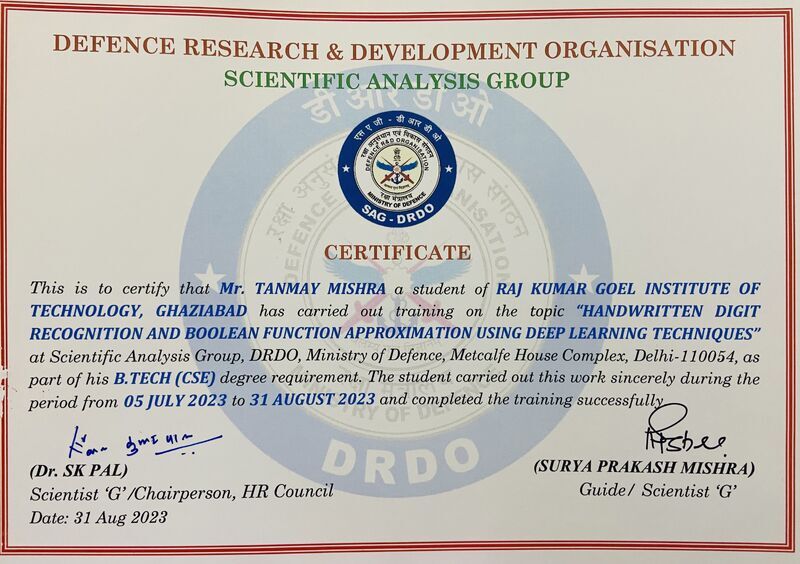 DEFENCE RESEARCH & DEVELOPMENT ORGANISATION
SCIENTIFIC ANALYSIS GROUP
डी आर डी ओ
एस ए जी - डी आर डी ओ
रक्षा अनुसंधान एवं विकास संगठन
DEFENCE R&D ORGANISATION
रक्षा मंत्रालय
MINISTRY OF DEFENCE
SAG - DRDO
CERTIFICATE
This is to certify that Mr. TANMAY MISHRA a student of RAJ KUMAR GOEL INSTITUTE OF
TECHNOLOGY, GHAZIABAD has carried out training on the topic “HANDWRITTEN DIGIT
RECOGNITION AND BOOLEAN FUNCTION APPROXIMATION USING DEEP LEARNING TECHNIQUES”
at Scientific Analysis Group, DRDO, Ministry of Defence, Metcalfe House Complex, Delhi-110054, as
part of his B.TECH (CSE) degree requirement. The student carried out this work sincerely during the
period from 05 JULY 2023 to 31 AUGUST 2023 and completed the training successfully
(Dr. SK PAL)
Scientist ‘G’/Chairperson, HR Council
Date: 31 Aug 2023
(SURYA PRAKASH MISHRA)
Guide/ Scientist ‘G’
DRDO